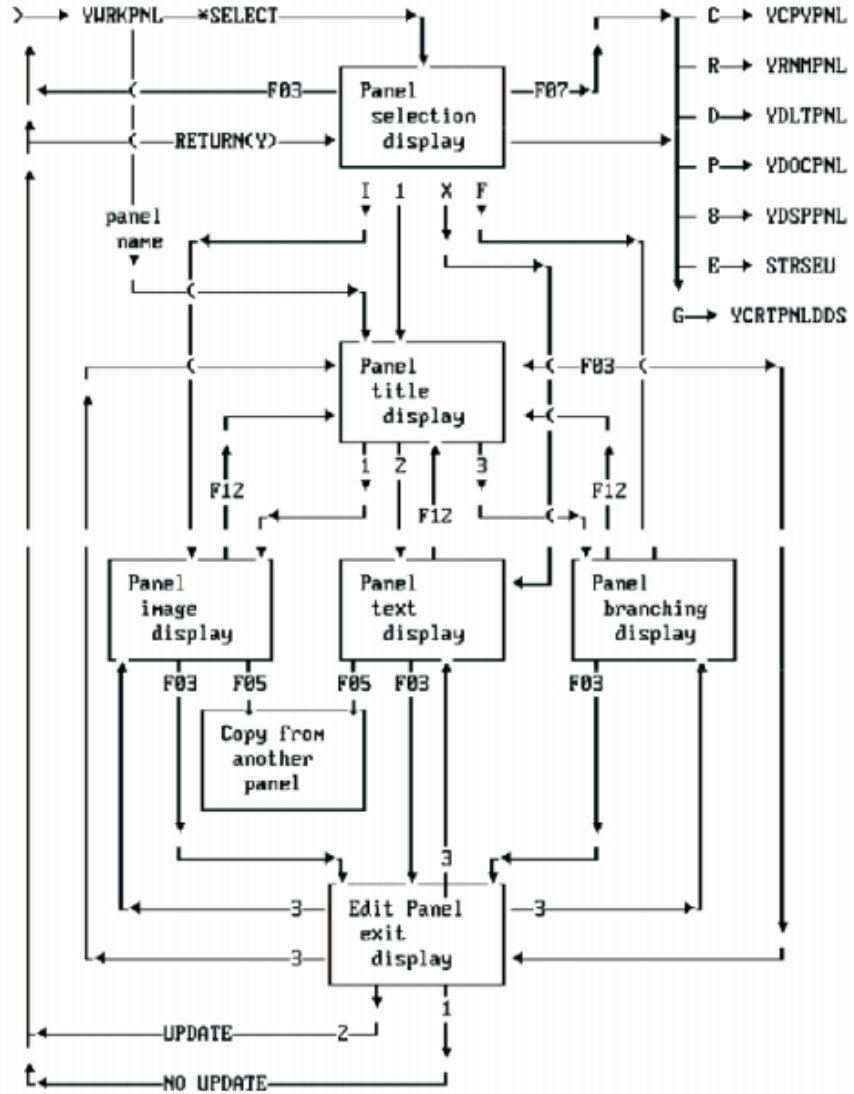 YWRKPNL *SELECT
C YCPYPNL
R YRNMPNL
D YDLTPNL
P YDOCPNL
8 YDSPPNL
E STRSEU
G YCRTPNLDDS
F03
Panel
selection
display
F07
RETURN(Y)
I 1 X F
panel
name
Panel
title
display
F03
1 2 3
F12
F12
F12
Panel
image
display
Panel
text
display
Panel
branching
display
F03 F05
F05 F03
F03
Copy from
another
panel
3
3
Edit Panel
exit
display
3
3
1
UPDATE 2
NO UPDATE